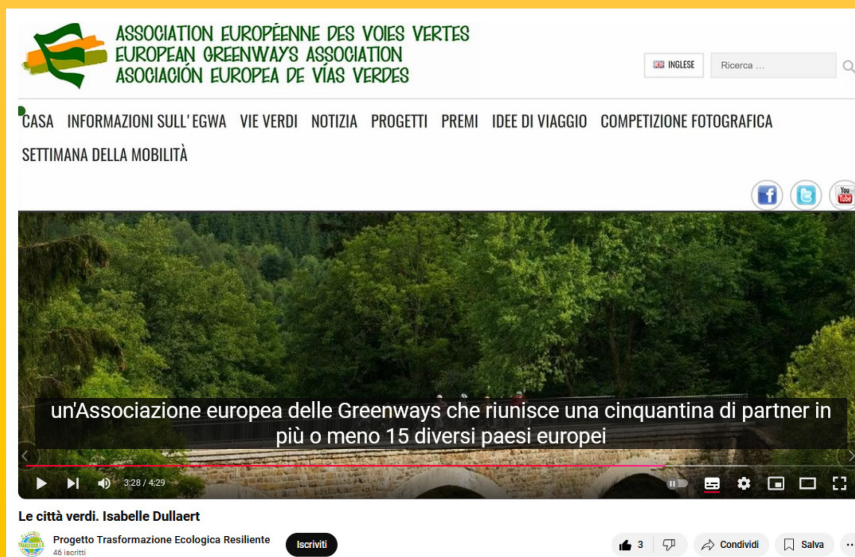 ASSOCIATION EUROPÉENNE DES VOIES VERTES
EUROPEAN GREENWAYS ASSOCIATION
ASOCIACIÓN EUROPEA DE VÍAS VERDES
INGLESE
Ricerca ...
CASA INFORMAZIONI SULL'EGWA VIE VERDI NOTIZIA PROGETTI PREMI IDEE DI VIAGGIO COMPETIZIONE FOTOGRAFICA
SETTIMANA DELLA MOBILITÀ
You Tube
un'Associazione europea delle Greenways che riunisce una cinquantina di partner in
più o meno 15 diversi paesi europei
3:28 / 4:29
Le città verdi. Isabelle Dullaert
Progetto Trasformazione Ecologica Resiliente
46 iscritti
Iscriviti
3
Condividi
Salva